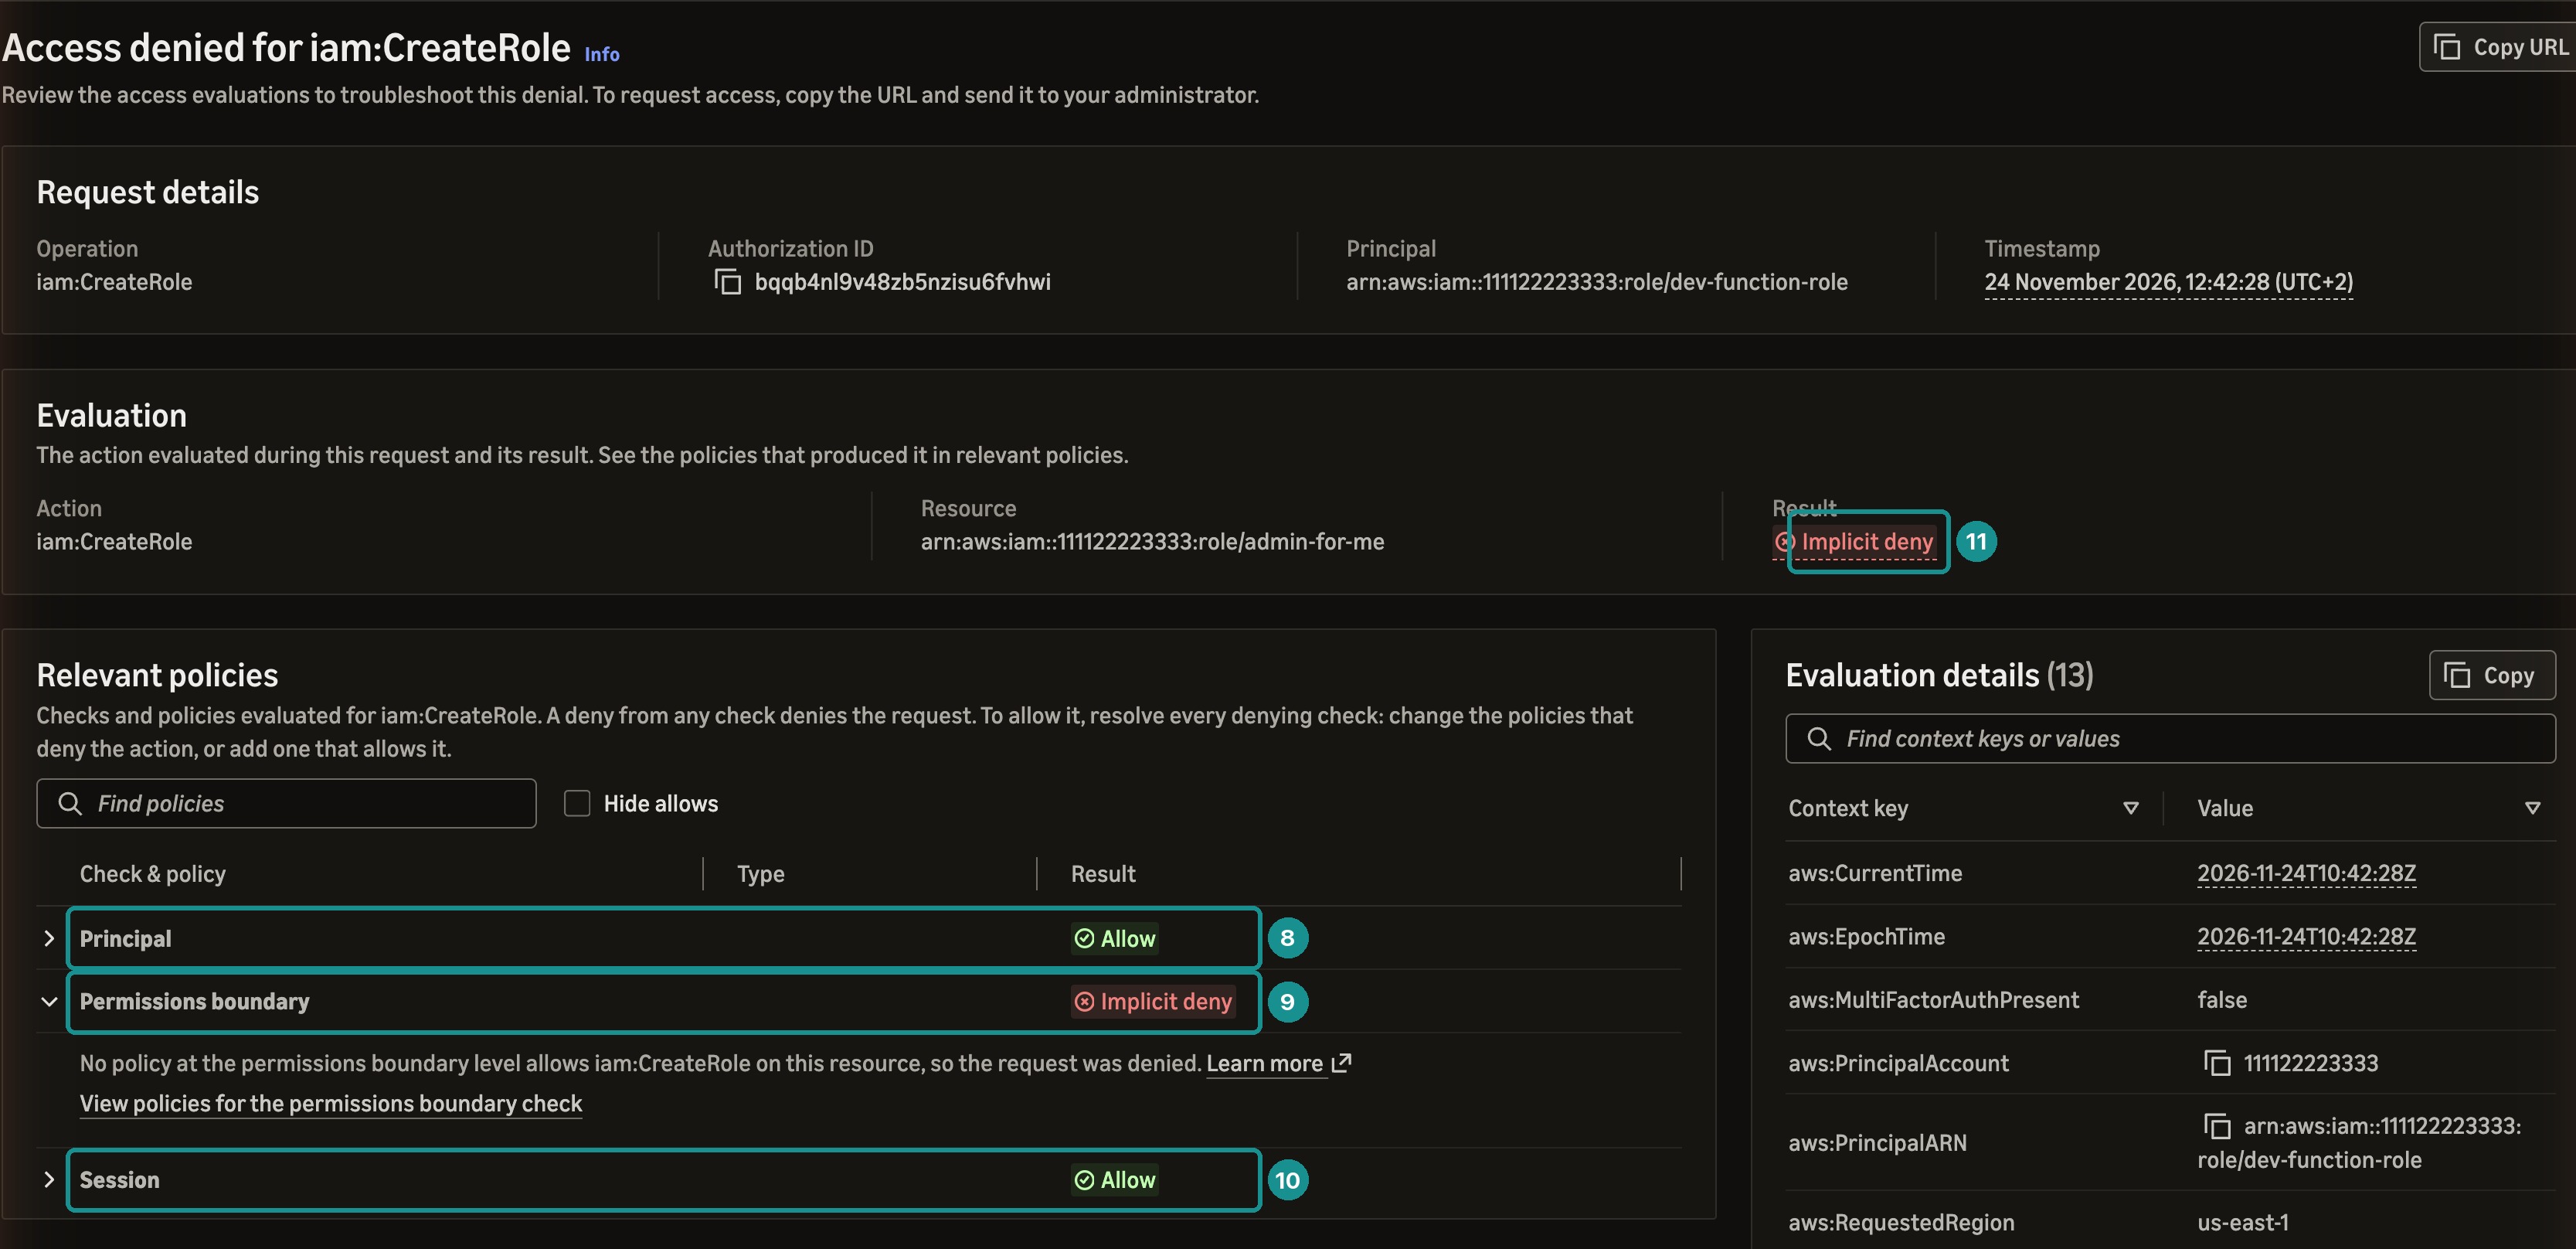 Access denied for iam:CreateRole Info
Copy URL
Review the access evaluations to troubleshoot this denial. To request access, copy the URL and send it to your administrator.
Request details
Operation
iam:CreateRole
Authorization ID
bqqb4nl9v48zb5nzisu6fvhwi
Principal
arn:aws:iam::111122223333:role/dev-function-role
Timestamp
24 November 2026, 12:42:28 (UTC+2)
Evaluation
The action evaluated during this request and its result. See the policies that produced it in relevant policies.
Action
iam:CreateRole
Resource
arn:aws:iam::111122223333:role/admin-for-me
Result
Implicit deny
11
Relevant policies
Checks and policies evaluated for iam:CreateRole. A deny from any check denies the request. To allow it, resolve every denying check: change the policies that
deny the action, or add one that allows it.
Find policies
Hide allows
Check & policy Type Result
Principal Allow 8
Permissions boundary Implicit deny 9
No policy at the permissions boundary level allows iam:CreateRole on this resource, so the request was denied. Learn more
View policies for the permissions boundary check
Session Allow 10
Evaluation details (13)
Copy
Find context keys or values
Context key Value
aws:CurrentTime 2026-11-24T10:42:28Z
aws:EpochTime 2026-11-24T10:42:28Z
aws:MultiFactorAuthPresent false
aws:PrincipalAccount 111122223333
aws:PrincipalARN arn:aws:iam::111122223333:
role/dev-function-role
aws:RequestedRegion us-east-1